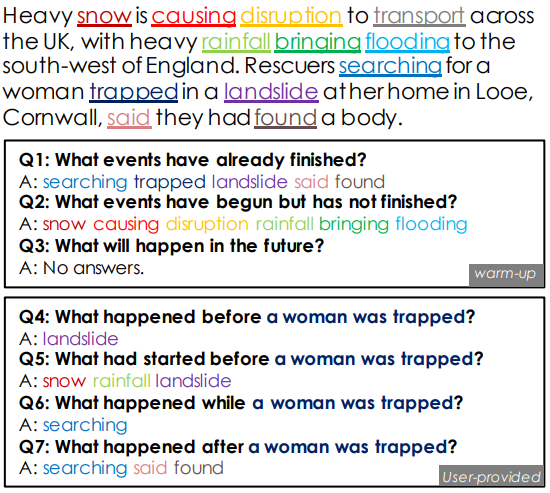 Heavy snow is causing disruption to transport across
the UK, with heavy rainfall bringing flooding to the
south-west of England. Rescuers searching for a
woman trapped in a landslide at her home in Looe,
Cornwall, said they had found a body.
Q1: What events have already finished?
A: searching trapped landslide said found
Q2: What events have begun but has not finished?
A: snow causing disruption rainfall bringing flooding
Q3: What will happen in the future?
A: No answers.
warm-up
Q4: What happened before a woman was trapped?
A: landslide
Q5: What had started before a woman was trapped?
A: snow rainfall landslide
Q6: What happened while a woman was trapped?
A: searching
Q7: What happened after a woman was trapped?
A: searching said found
User-provided